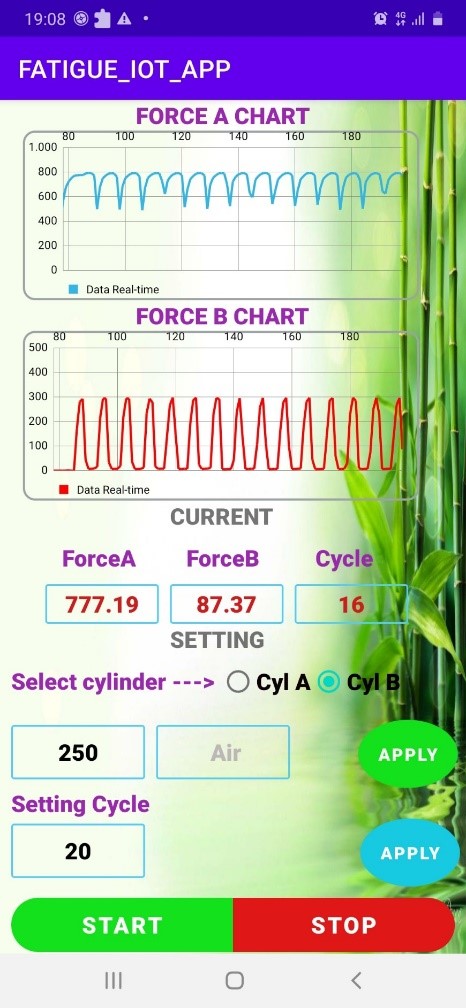 19:08 4G
FATIGUE_IOT_APP
FORCE A CHART
80 100 120 140 160 180
1.000
800
600
400
200
0
Data Real-time
FORCE B CHART
80 100 120 140 160 180
500
400
300
200
100
0
Data Real-time
CURRENT
ForceA ForceB Cycle
777.19 87.37 16
SETTING
Select cylinder ---> Cyl A Cyl B
250 Air APPLY
Setting Cycle
20 APPLY
START STOP